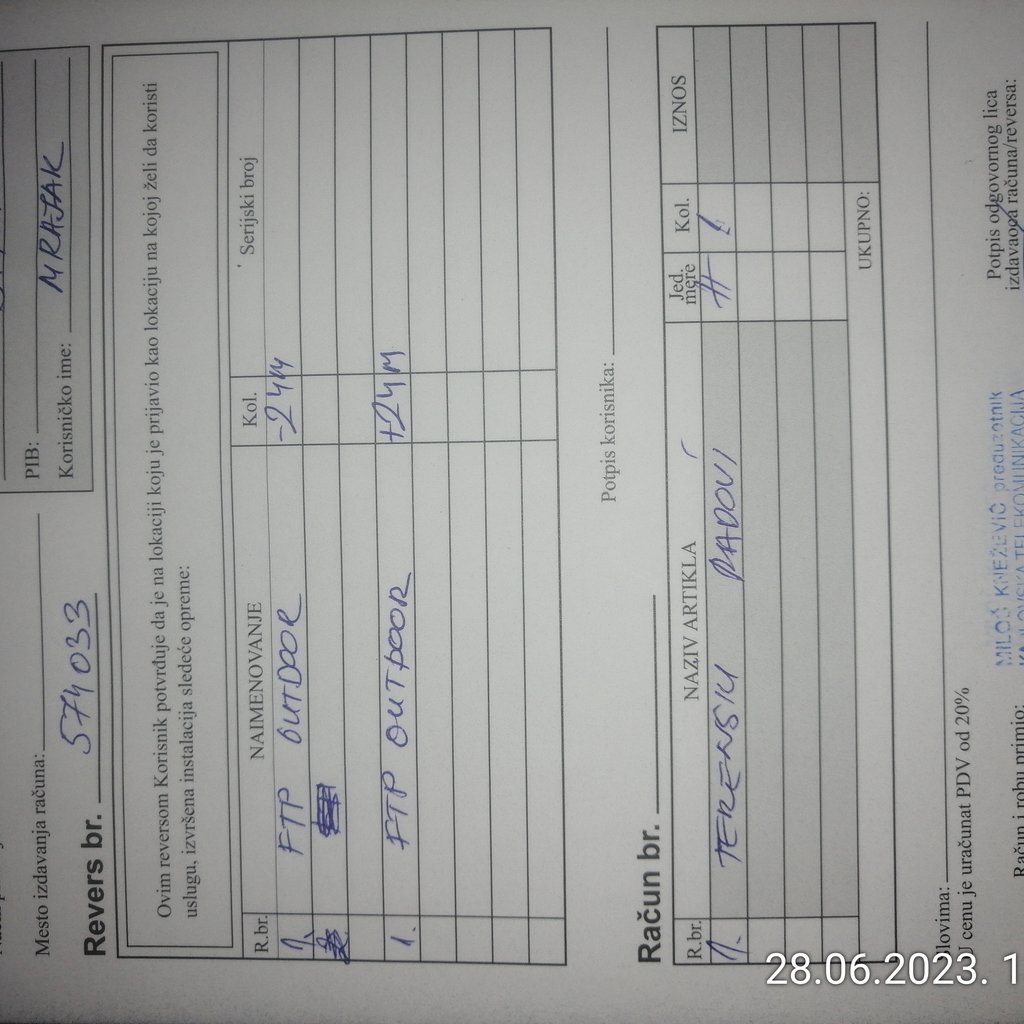 PIB:
Korisničko ime: MRAJAK
Mesto izdavanja računa:
Revers br. 574033
Ovim reversom Korisnik potvrđuje da je na lokaciji koju je prijavio kao lokaciju na kojoj želi da koristi
uslugu, izvršena instalacija sledeće opreme:
R.br. NAIMENOVANJE Kol. Serijski broj
1. FTP OUTDOOR -24M
1. FTP OUTDOOR +24M
Potpis korisnika:
Račun br.
R.br. NAZIV ARTIKLA Jed. mere Kol. IZNOS
1. TERENSKI RADOVI H 1
UKUPNO:
Slovima:
U cenu je uračunat PDV od 20%
Račun i robu primio:
MILOŠ KNEŽEVIĆ preduzetnik
KARLOVSKA TELEKOMUNIKACIJA
Potpis odgovornog lica
izdavaoca računa/reversa:
28.06.2023. 1